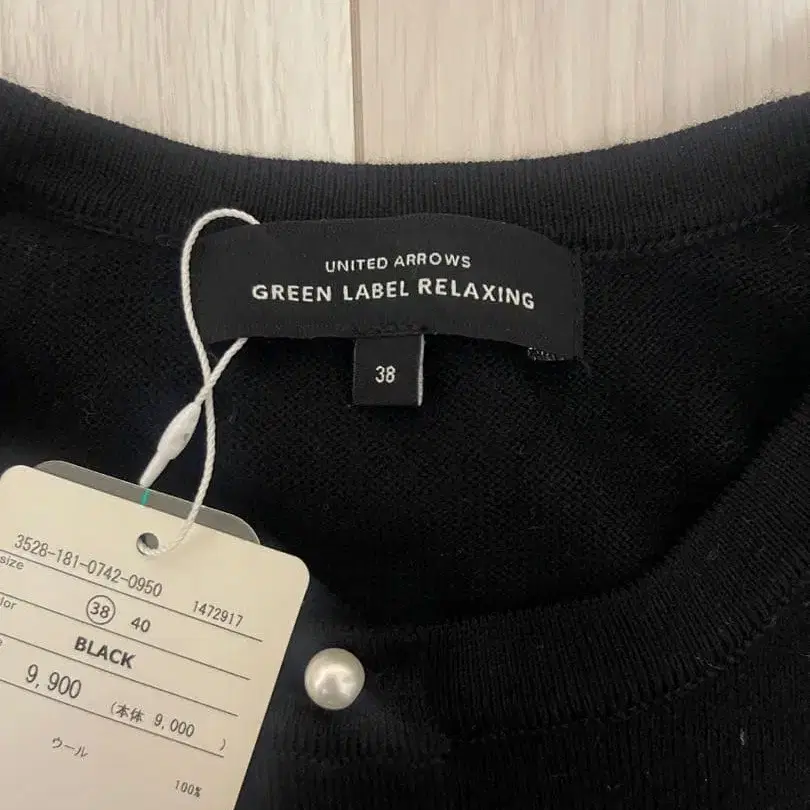 UNITED ARROWS
GREEN LABEL RELAXING
38
3528-181-0742-0950
size
1472917
38 40
BLACK
9,900
(本体 9,000 )
ウール
100%